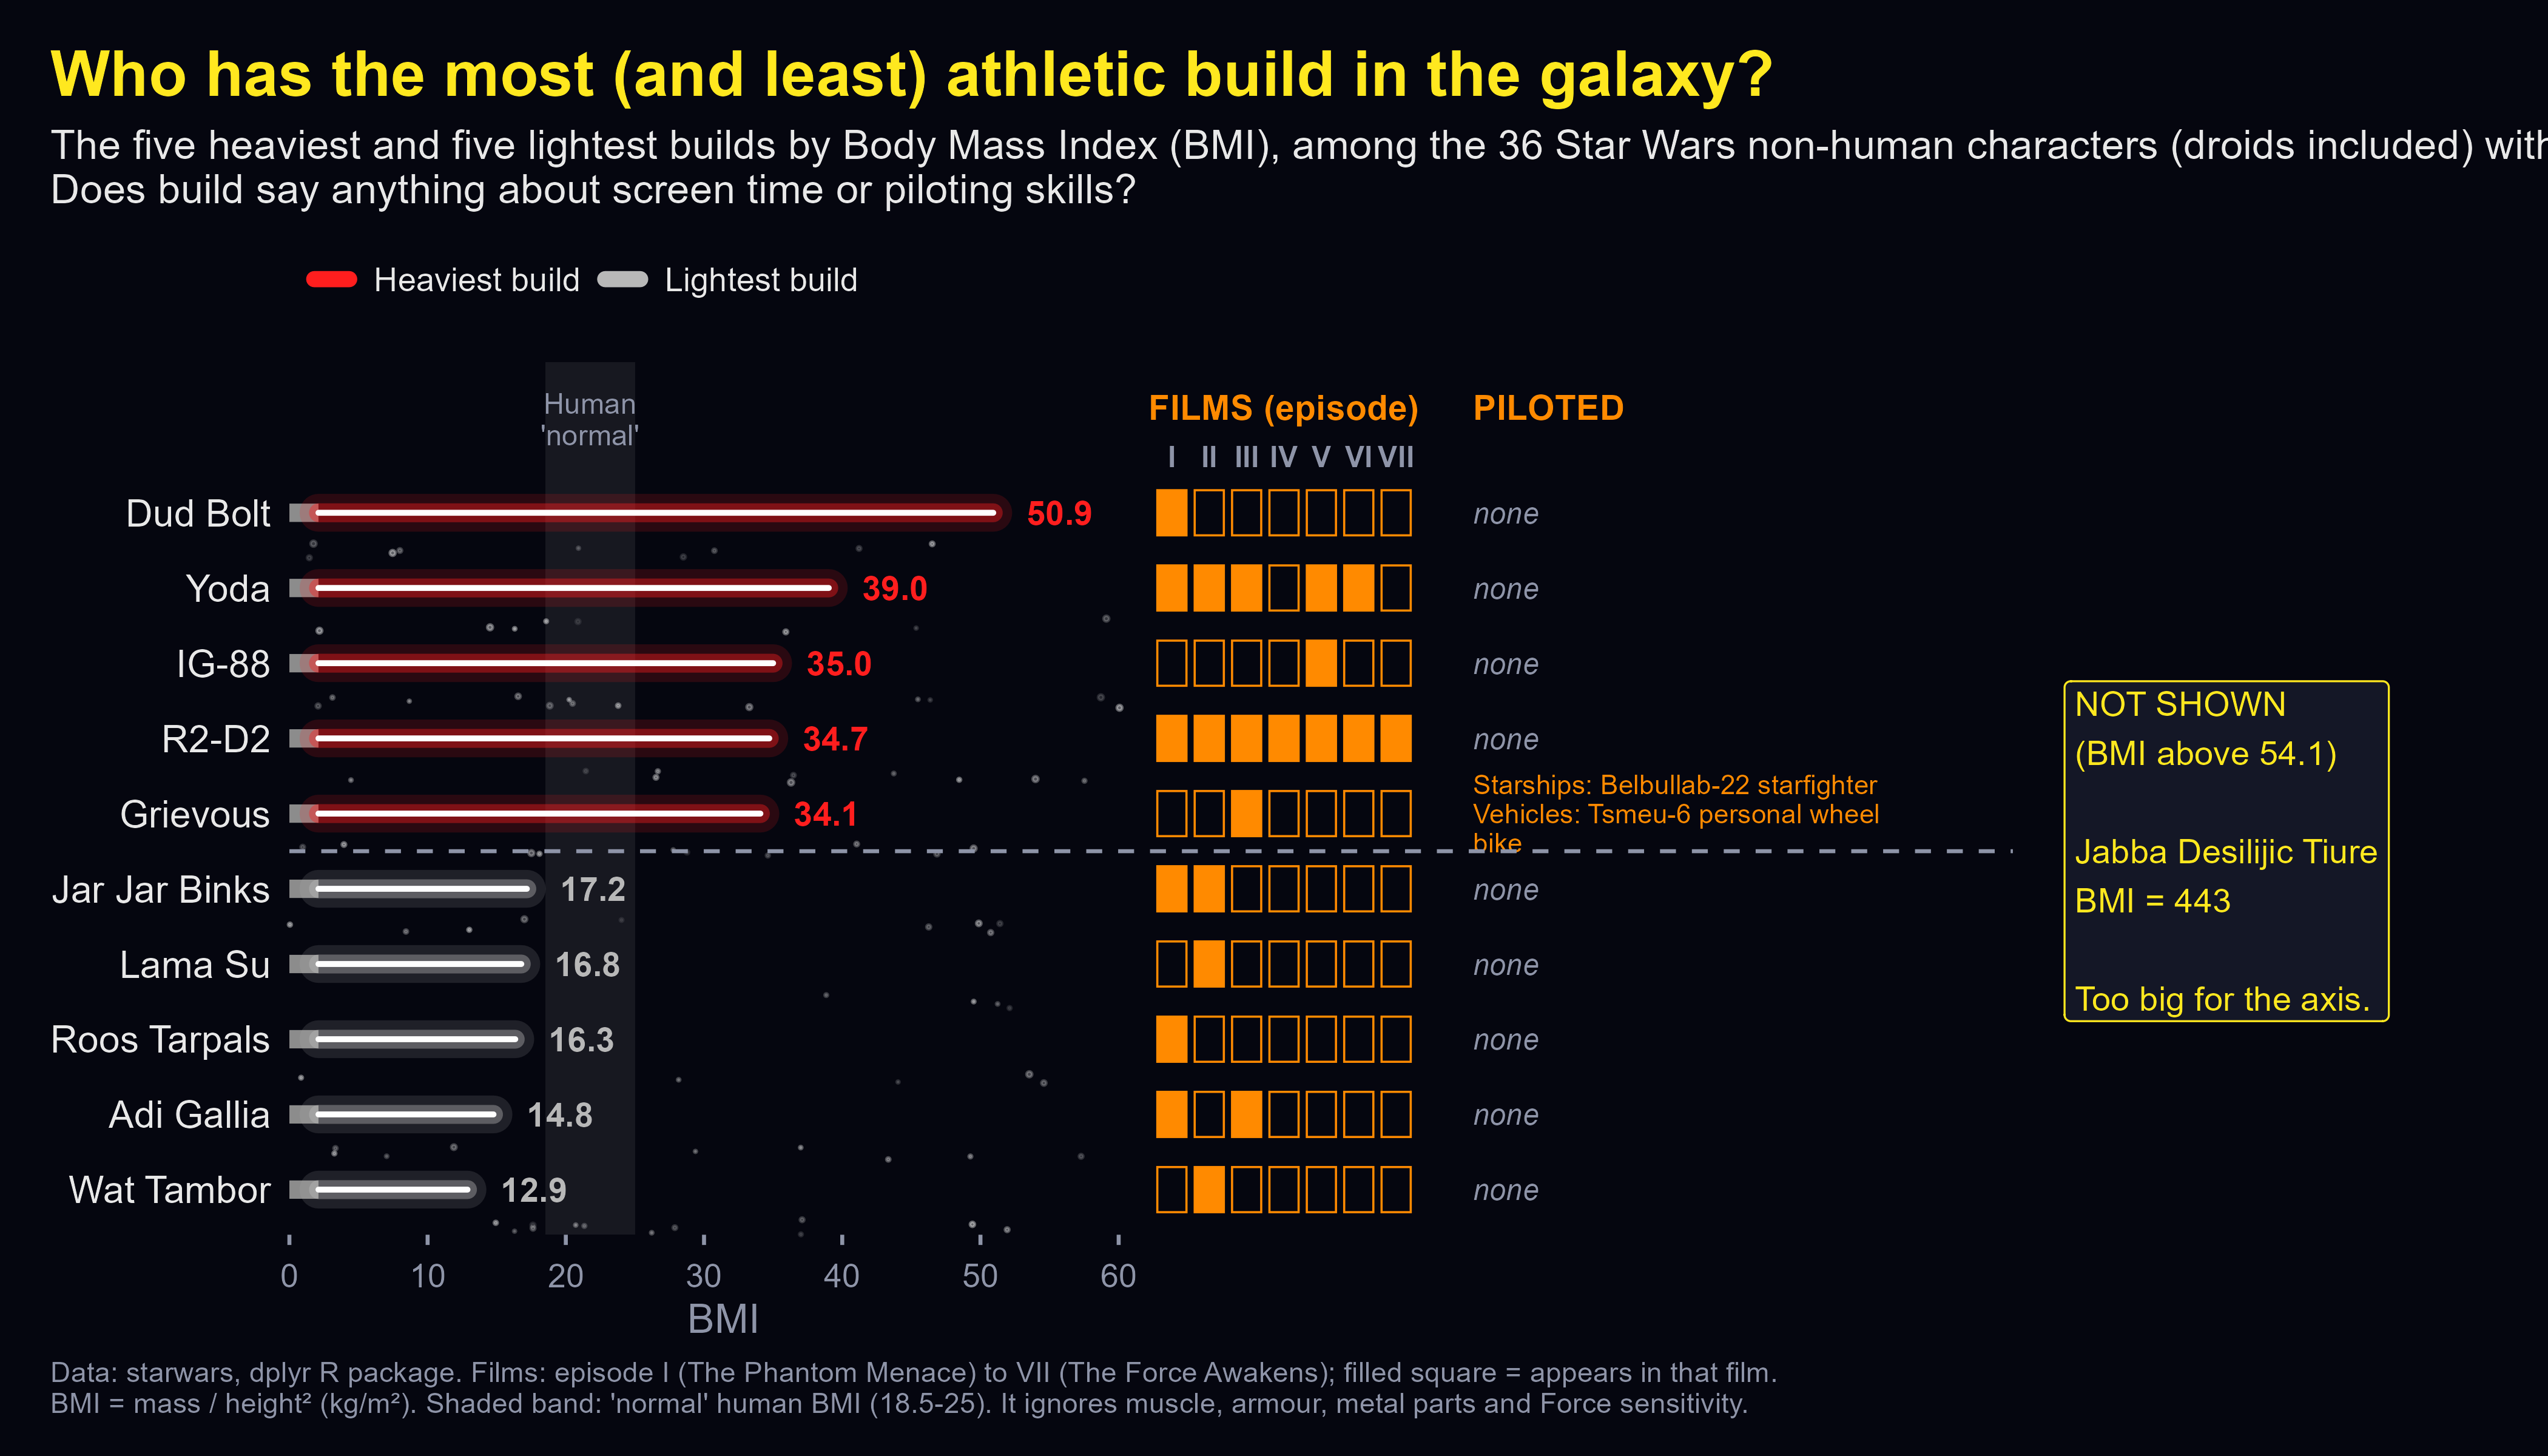 Who has the most (and least) athletic build in the galaxy?
The five heaviest and five lightest builds by Body Mass Index (BMI), among the 36 Star Wars non-human characters (droids included) with
Does build say anything about screen time or piloting skills?
Heaviest build
Lightest build
Human
'normal'
FILMS (episode)
PILOTED
I II III IV V VI VII
Dud Bolt 50.9 none
Yoda 39.0 none
IG-88 35.0 none
R2-D2 34.7 none
Grievous 34.1
Starships: Belbullab-22 starfighter
Vehicles: Tsmeu-6 personal wheel
bike
Jar Jar Binks 17.2 none
Lama Su 16.8 none
Roos Tarpals 16.3 none
Adi Gallia 14.8 none
Wat Tambor 12.9 none
NOT SHOWN
(BMI above 54.1)
Jabba Desilijic Tiure
BMI = 443
Too big for the axis.
0 10 20 30 40 50 60
BMI
Data: starwars, dplyr R package. Films: episode I (The Phantom Menace) to VII (The Force Awakens); filled square = appears in that film.
BMI = mass / height² (kg/m²). Shaded band: 'normal' human BMI (18.5-25). It ignores muscle, armour, metal parts and Force sensitivity.